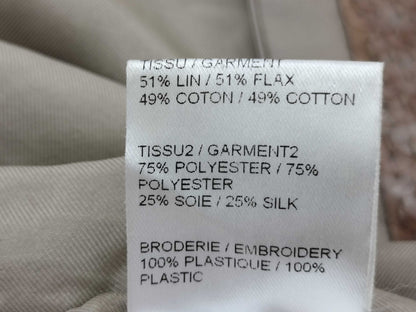 TISSU / GARMENT
51% LIN / 51% FLAX
49% COTON / 49% COTTON
TISSU2 / GARMENT2
75% POLYESTER / 75%
POLYESTER
25% SOIE / 25% SILK
BRODERIE / EMBROIDERY
100% PLASTIQUE / 100%
PLASTIC